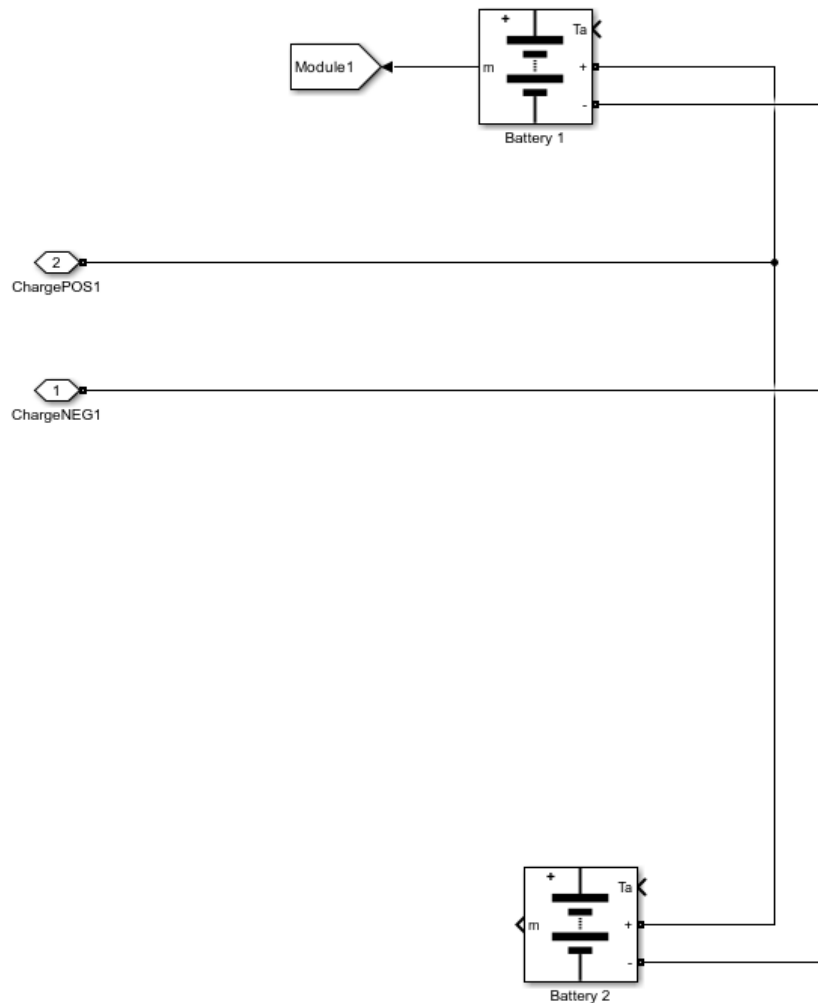 +
Ta
Module1
m
+
-
Battery 1
2
ChargePOS1
1
ChargeNEG1
+
Ta
m
+
-
Battery 2